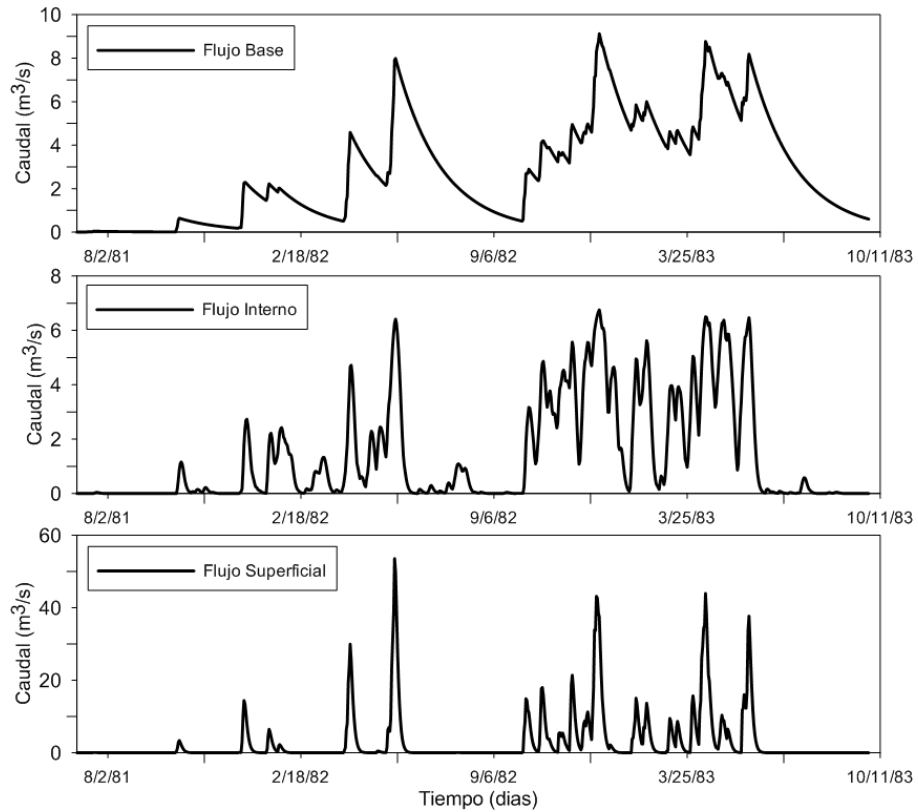 10
8
6
4
2
0
Caudal (m³/s)
Flujo Base
8/2/81 2/18/82 9/6/82 3/25/83 10/11/83
8
6
4
2
0
Caudal (m³/s)
Flujo Interno
8/2/81 2/18/82 9/6/82 3/25/83 10/11/83
60
40
20
0
Caudal (m³/s)
Flujo Superficial
8/2/81 2/18/82 9/6/82 3/25/83 10/11/83
Tiempo (dias)